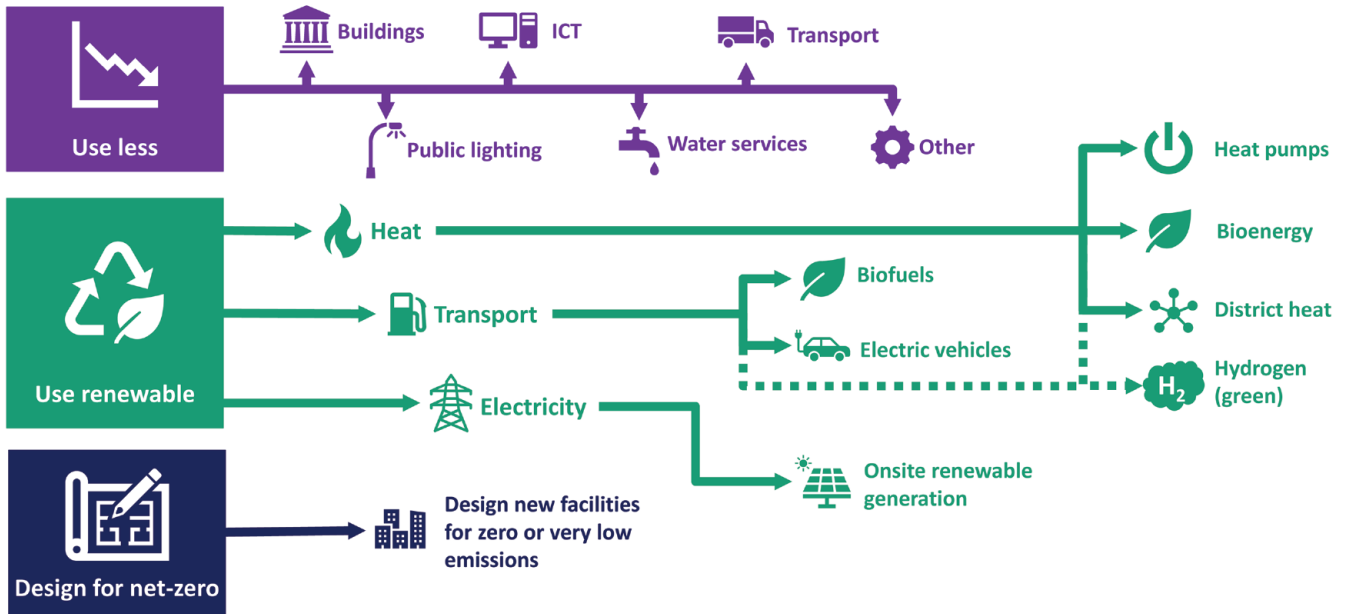 Buildings
ICT
Transport
Use less
Public lighting
Water services
Other
Heat pumps
Heat
Bioenergy
Biofuels
Transport
District heat
Electric vehicles
Use renewable
H2
Hydrogen
(green)
Electricity
Onsite renewable
generation
Design new facilities
for zero or very low
emissions
Design for net-zero